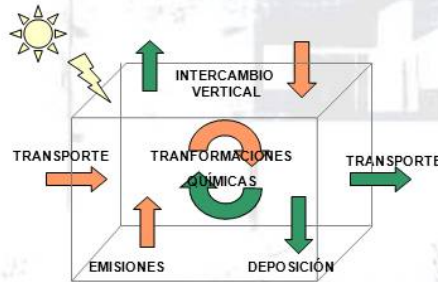 INTERCAMBIO
VERTICAL
TRANSPORTE
TRANFORMACIONES
QUÍMICAS
TRANSPORTE
EMISIONES
DEPOSICIÓN